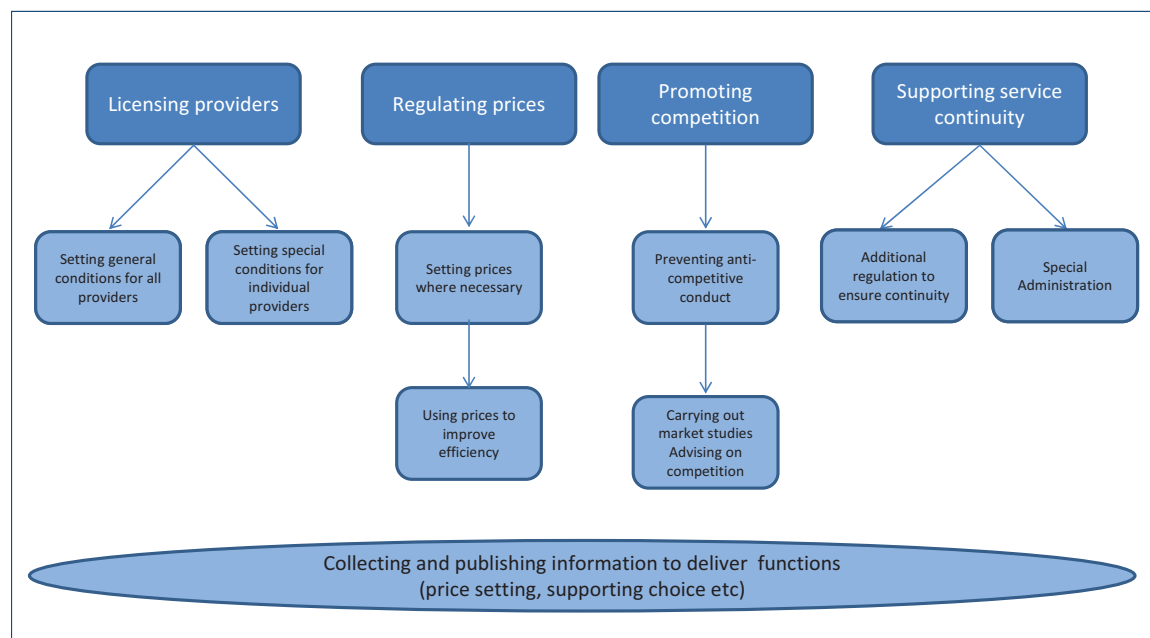 Licensing providers
Regulating prices
Promoting
competition
Supporting service
continuity
Setting general
conditions for all
providers
Setting special
conditions for
individual
providers
Setting prices
where necessary
Preventing anti-
competitive
conduct
Additional
regulation to
ensure continuity
Special
Administration
Using prices to
improve
efficiency
Carrying out
market studies
Advising on
competition
Collecting and publishing information to deliver functions
(price setting, supporting choice etc)